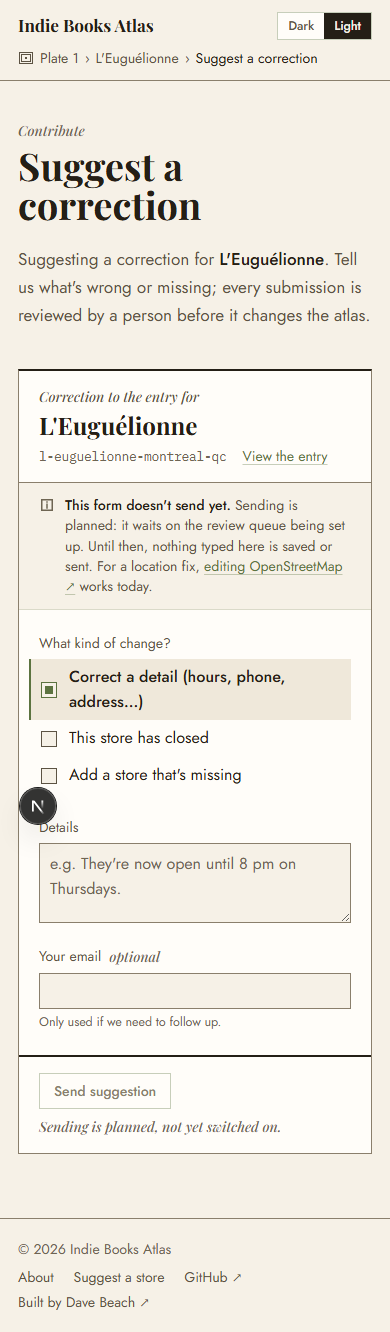 Indie Books Atlas
Dark Light
Plate 1 › L'Euguélionne › Suggest a correction
Contribute
Suggest a
correction
Suggesting a correction for L'Euguélionne. Tell
us what's wrong or missing; every submission is
reviewed by a person before it changes the atlas.
Correction to the entry for
L'Euguélionne
l-euguelionne-montreal-qc View the entry
This form doesn't send yet. Sending is
planned: it waits on the review queue being set
up. Until then, nothing typed here is saved or
sent. For a location fix, editing OpenStreetMap
↗ works today.
What kind of change?
Correct a detail (hours, phone,
address…)
This store has closed
Add a store that's missing
N
Details
e.g. They're now open until 8 pm on
Thursdays.
Your email optional
Only used if we need to follow up.
Send suggestion
Sending is planned, not yet switched on.
© 2026 Indie Books Atlas
About Suggest a store GitHub ↗
Built by Dave Beach ↗